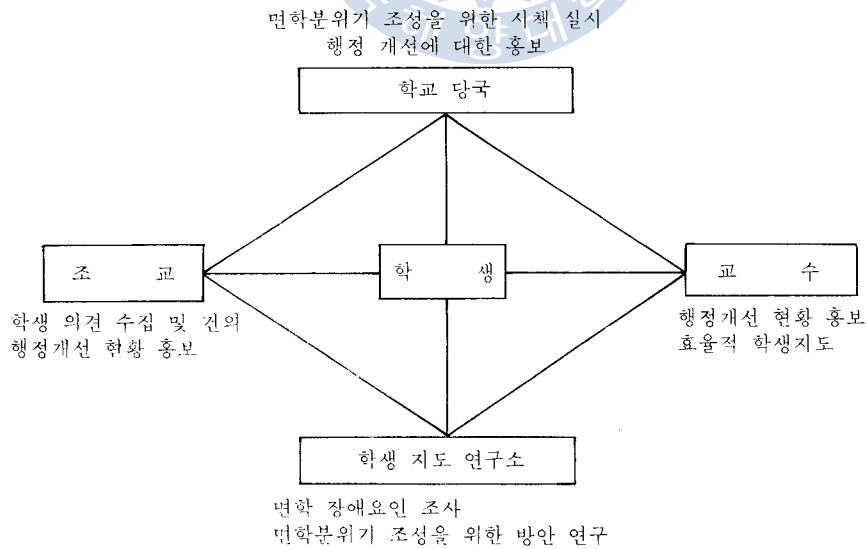 해양대
면학분위기 조성을 위한 시책 실시
행정 개선에 대한 홍보
학교 당국
조 교
학 생
교 수
학생 의견 수집 및 건의
행정개선 현황 홍보
행정개선 현황 홍보
효율적 학생지도
학생 지도 연구소
면학 장애요인 조사
면학분위기 조성을 위한 방안 연구